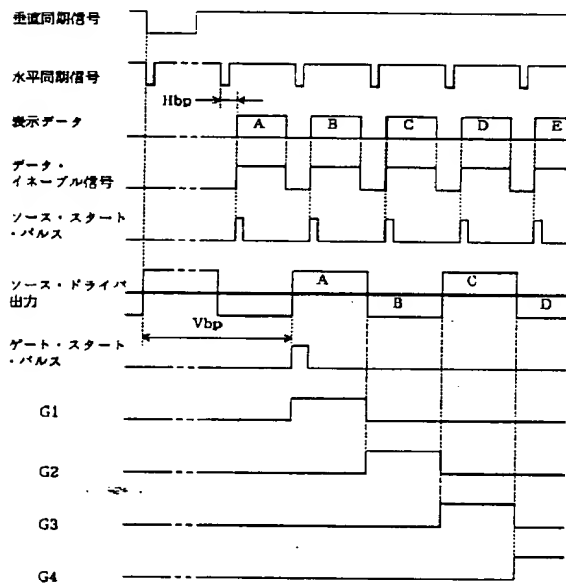 垂直同期信号
水平同期信号
Hbp
表示データ
A
B
C
D
E
データ・
イネーブル信号
ソース・スタート
・パルス
ソース・ドライバ
出力
A
B
C
D
Vbp
ゲート・スタート
・パルス
G1
G2
G3
G4